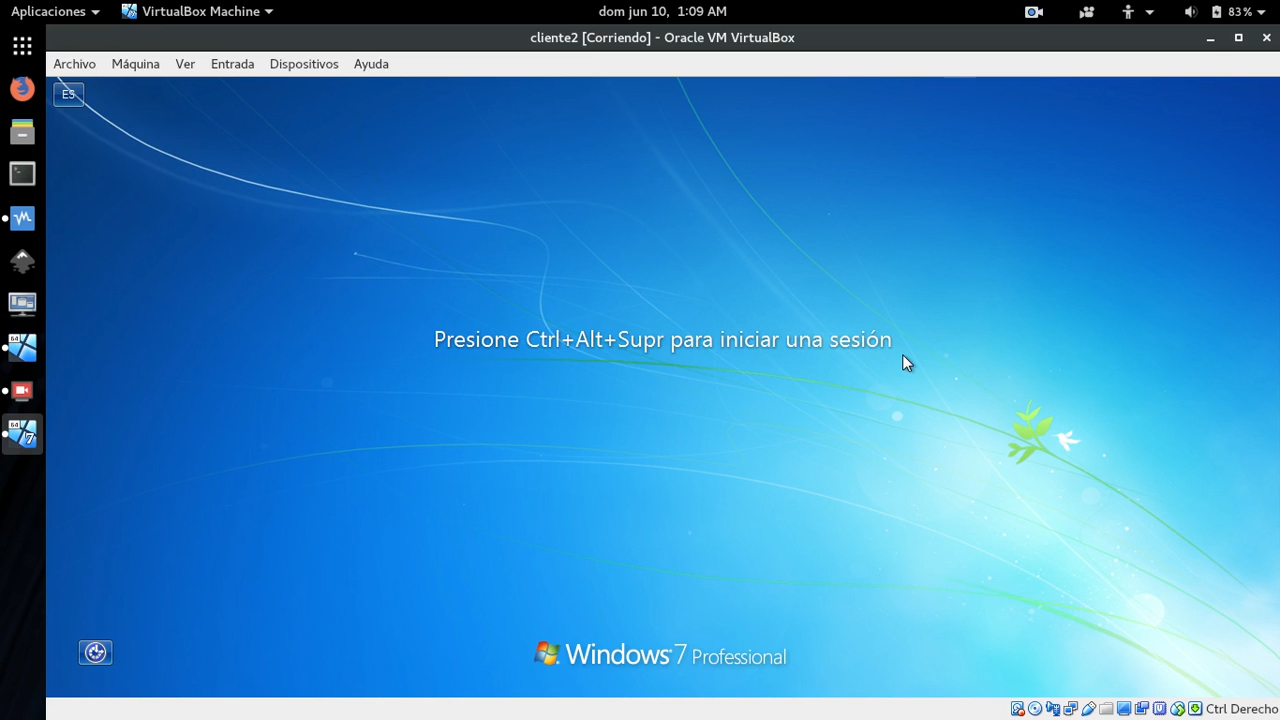 Aplicaciones
VirtualBox Machine
dom jun 10, 1:09 AM
83%
cliente2 [Corriendo] - Oracle VM VirtualBox
Archivo Máquina Ver Entrada Dispositivos Ayuda
ES
Presione Ctrl+Alt+Supr para iniciar una sesión
Windows 7 Professional
Ctrl Derecho